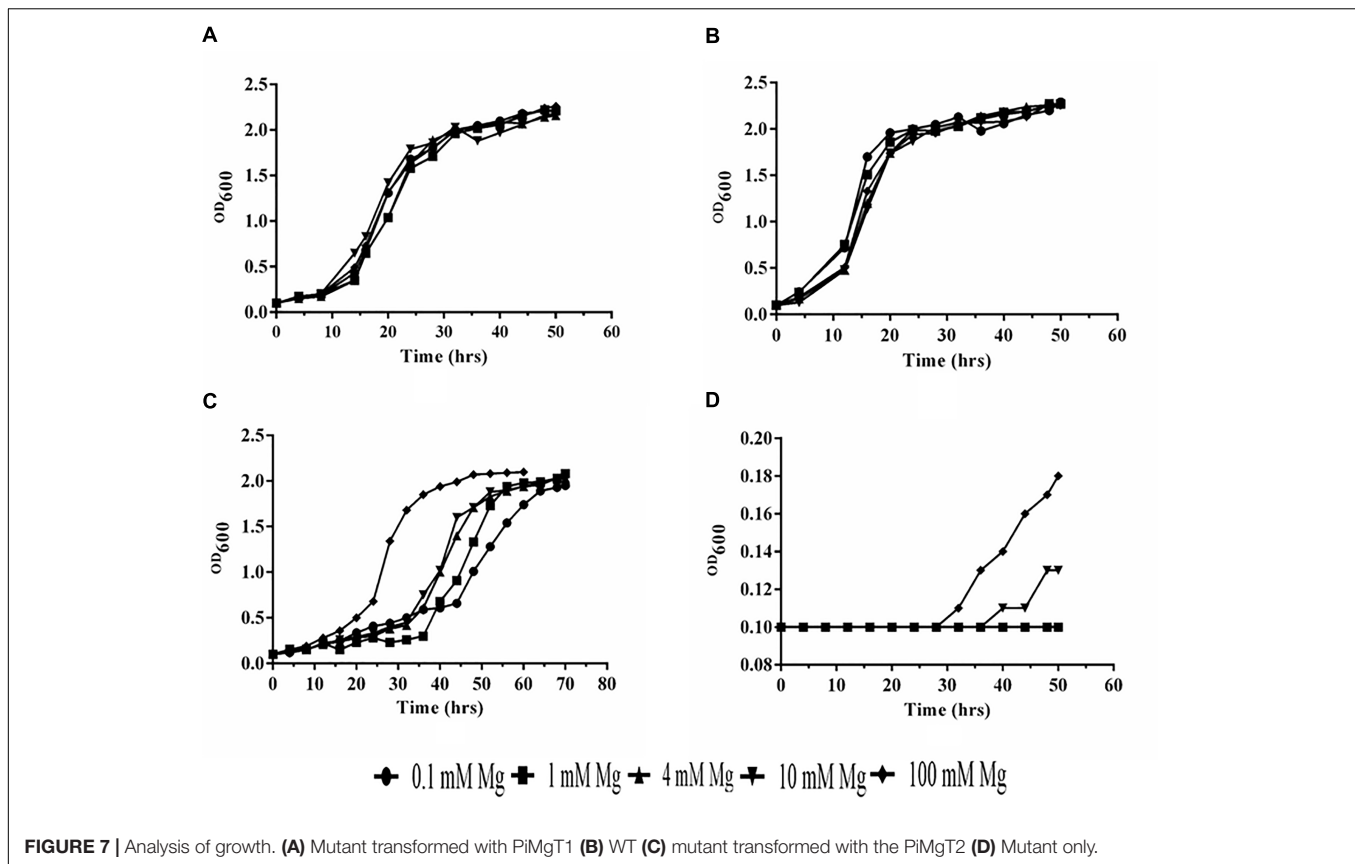 A
2.5
2.0
1.5
1.0
0.5
0.0
OD600
0 10 20 30 40 50 60
Time (hrs)
B
2.5
2.0
1.5
1.0
0.5
0.0
OD600
0 10 20 30 40 50 60
Time (hrs)
C
2.5
2.0
1.5
1.0
0.5
0.0
OD600
0 10 20 30 40 50 60 70 80
Time (hrs)
D
0.20
0.18
0.16
0.14
0.12
0.10
0.08
OD600
0 10 20 30 40 50 60
Time (hrs)
0.1 mM Mg 1 mM Mg 4 mM Mg 10 mM Mg 100 mM Mg
FIGURE 7 | Analysis of growth. (A) Mutant transformed with PiMgT1 (B) WT (C) mutant transformed with the PiMgT2 (D) Mutant only.